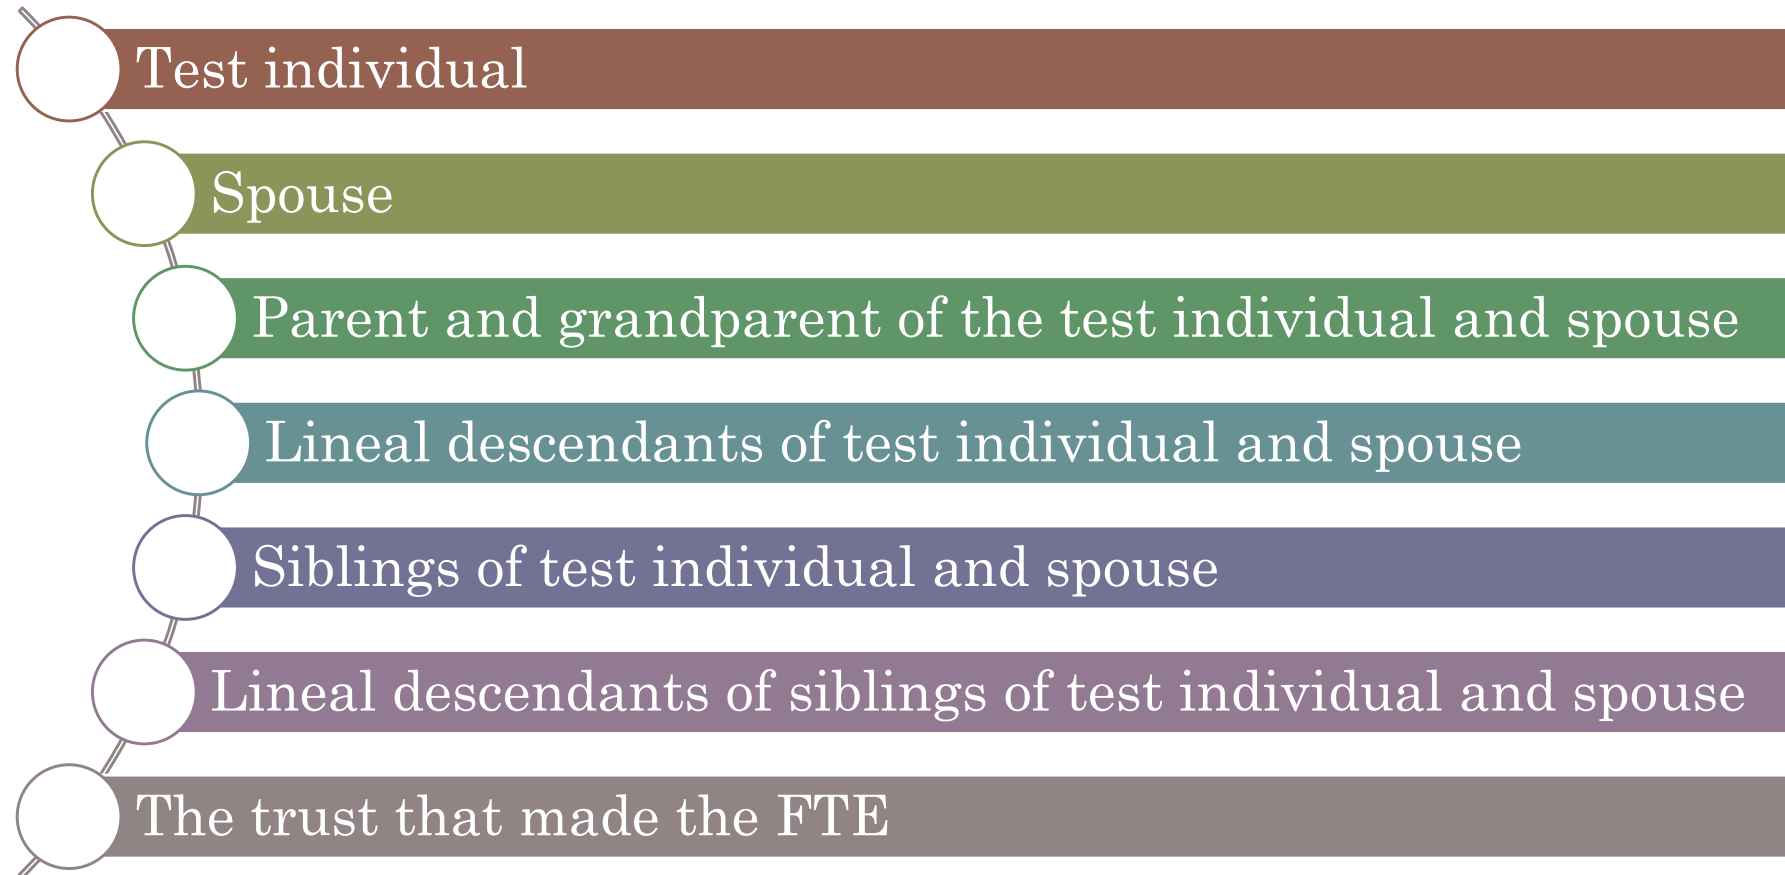 Test individual
Spouse
Parent and grandparent of the test individual and spouse
Lineal descendants of test individual and spouse
Siblings of test individual and spouse
Lineal descendants of siblings of test individual and spouse
The trust that made the FTE